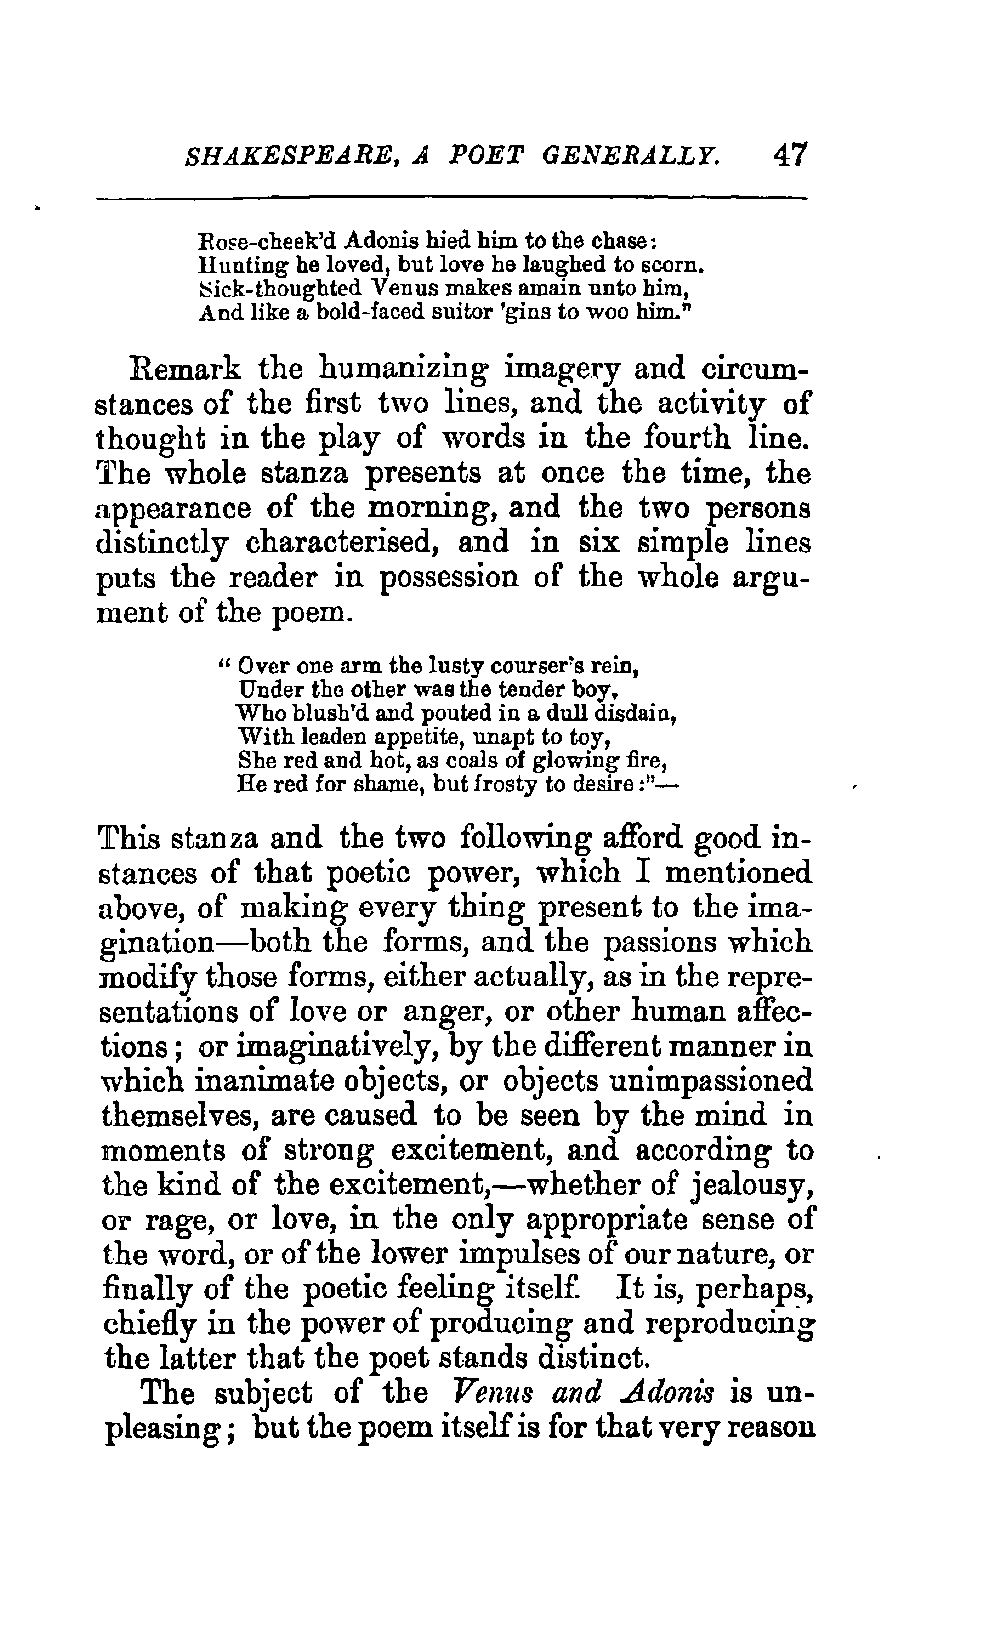 SHAKESPEARE, A POET GENERALLY. 47
Rose-cheek'd Adonis hied him to the chase:
Hunting he loved, but love he laughed to scorn.
Sick-thoughted Venus makes amain unto him,
And like a bold-faced suitor 'gins to woo him."
Remark the humanizing imagery and circum-
stances of the first two lines, and the activity of
thought in the play of words in the fourth line.
The whole stanza presents at once the time, the
appearance of the morning, and the two persons
distinctly characterised, and in six simple lines
puts the reader in possession of the whole argu-
ment of the poem.
" Over one arm the lusty courser's rein,
Under the other was the tender boy,
Who blush'd and pouted in a dull disdain,
With leaden appetite, unapt to toy,
She red and hot, as coals of glowing fire,
He red for shame, but frosty to desire :"—
This stanza and the two following afford good in-
stances of that poetic power, which I mentioned
above, of making every thing present to the ima-
gination—both the forms, and the passions which
modify those forms, either actually, as in the repre-
sentations of love or anger, or other human affec-
tions ; or imaginatively, by the different manner in
which inanimate objects, or objects unimpassioned
themselves, are caused to be seen by the mind in
moments of strong excitement, and according to
the kind of the excitement,—whether of jealousy,
or rage, or love, in the only appropriate sense of
the word, or of the lower impulses of our nature, or
finally of the poetic feeling itself. It is, perhaps,
chiefly in the power of producing and reproducing
the latter that the poet stands distinct.
The subject of the Venus and Adonis is un-
pleasing ; but the poem itself is for that very reason